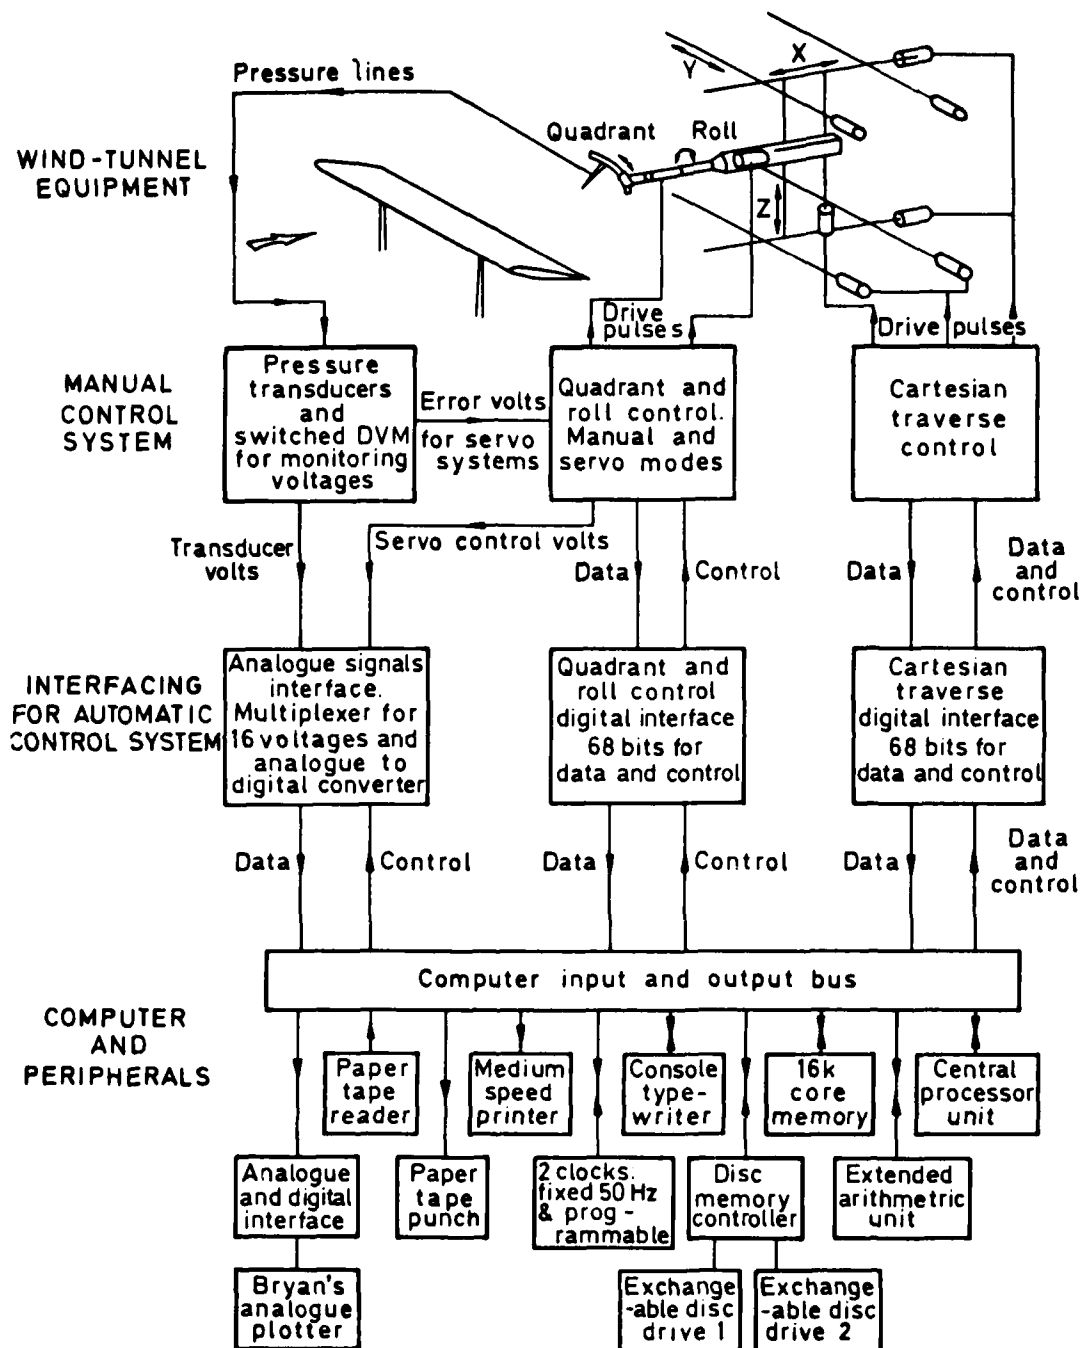 Pressure lines
Y
X
Quadrant
Roll
Z
WIND-TUNNEL
EQUIPMENT
Drive
pulses
Drive pulses
MANUAL
CONTROL
SYSTEM
Pressure
transducers
and
switched DVM
for monitoring
voltages
Error volts
for servo
systems
Quadrant and
roll control.
Manual and
servo modes
Cartesian
traverse
control
Transducer
volts
Servo control volts
Data
Control
Data
Data
and
control
INTERFACING
FOR AUTOMATIC
CONTROL SYSTEM
Analogue signals
interface.
Multiplexer for
16 voltages and
analogue to
digital converter
Quadrant and
roll control
digital interface
68 bits for
data and control
Cartesian
traverse
digital interface
68 bits for
data and control
Data
Control
Data
Control
Data
Data
and
control
Computer input and output bus
COMPUTER
AND
PERIPHERALS
Paper
tape
reader
Medium
speed
printer
Console
type-
writer
16k
core
memory
Central
processor
unit
Analogue
and digital
interface
Paper
tape
punch
2 clocks:
fixed 50 Hz
& prog-
rammable
Disc
memory
controller
Extended
arithmetric
unit
Bryan's
analogue
plotter
Exchange
-able disc
drive 1
Exchange
-able disc
drive 2